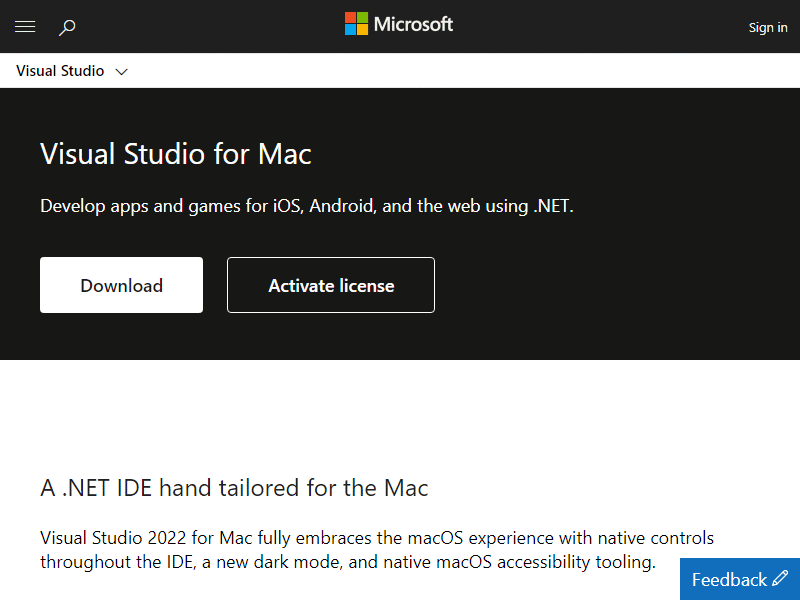 Microsoft
Sign in
Visual Studio
Visual Studio for Mac
Develop apps and games for iOS, Android, and the web using .NET.
Download
Activate license
A .NET IDE hand tailored for the Mac
Visual Studio 2022 for Mac fully embraces the macOS experience with native controls
throughout the IDE, a new dark mode, and native macOS accessibility tooling.
Feedback